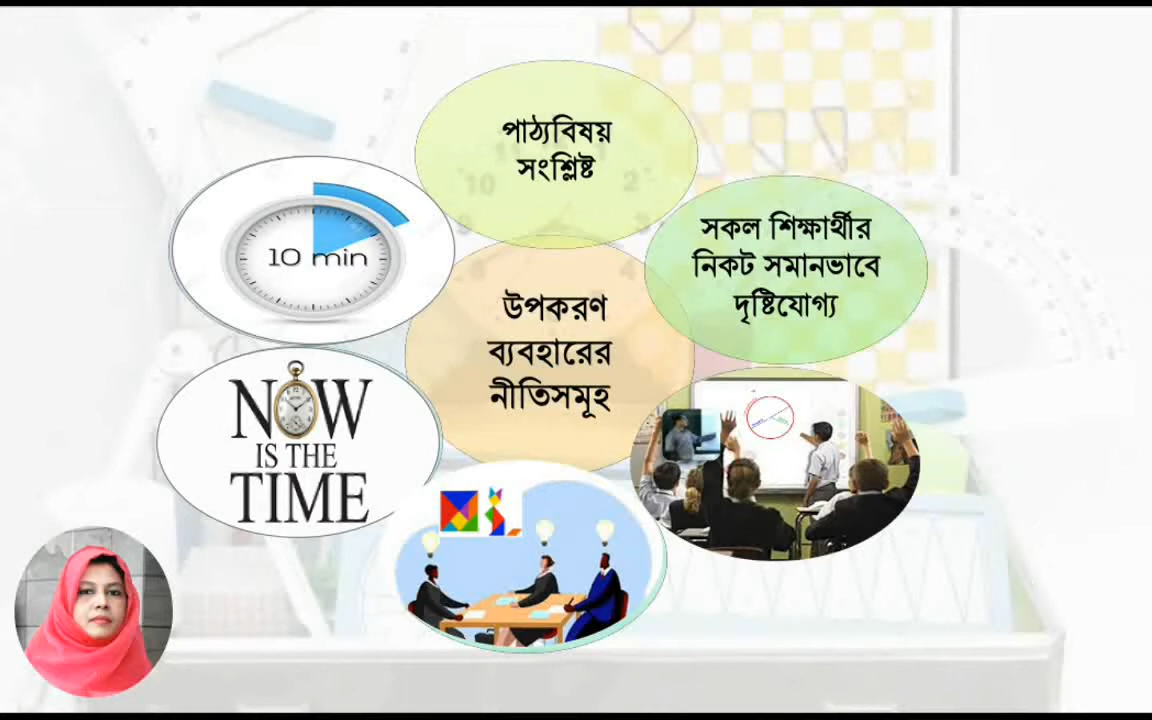 পাঠ্যবিষয়
সংশ্লিষ্ট
সকল শিক্ষার্থীর
নিকট সমানভাবে
দৃষ্টিযোগ্য
10 min
উপকরণ
ব্যবহারের
নীতিসমূহ
NOW
IS THE
TIME